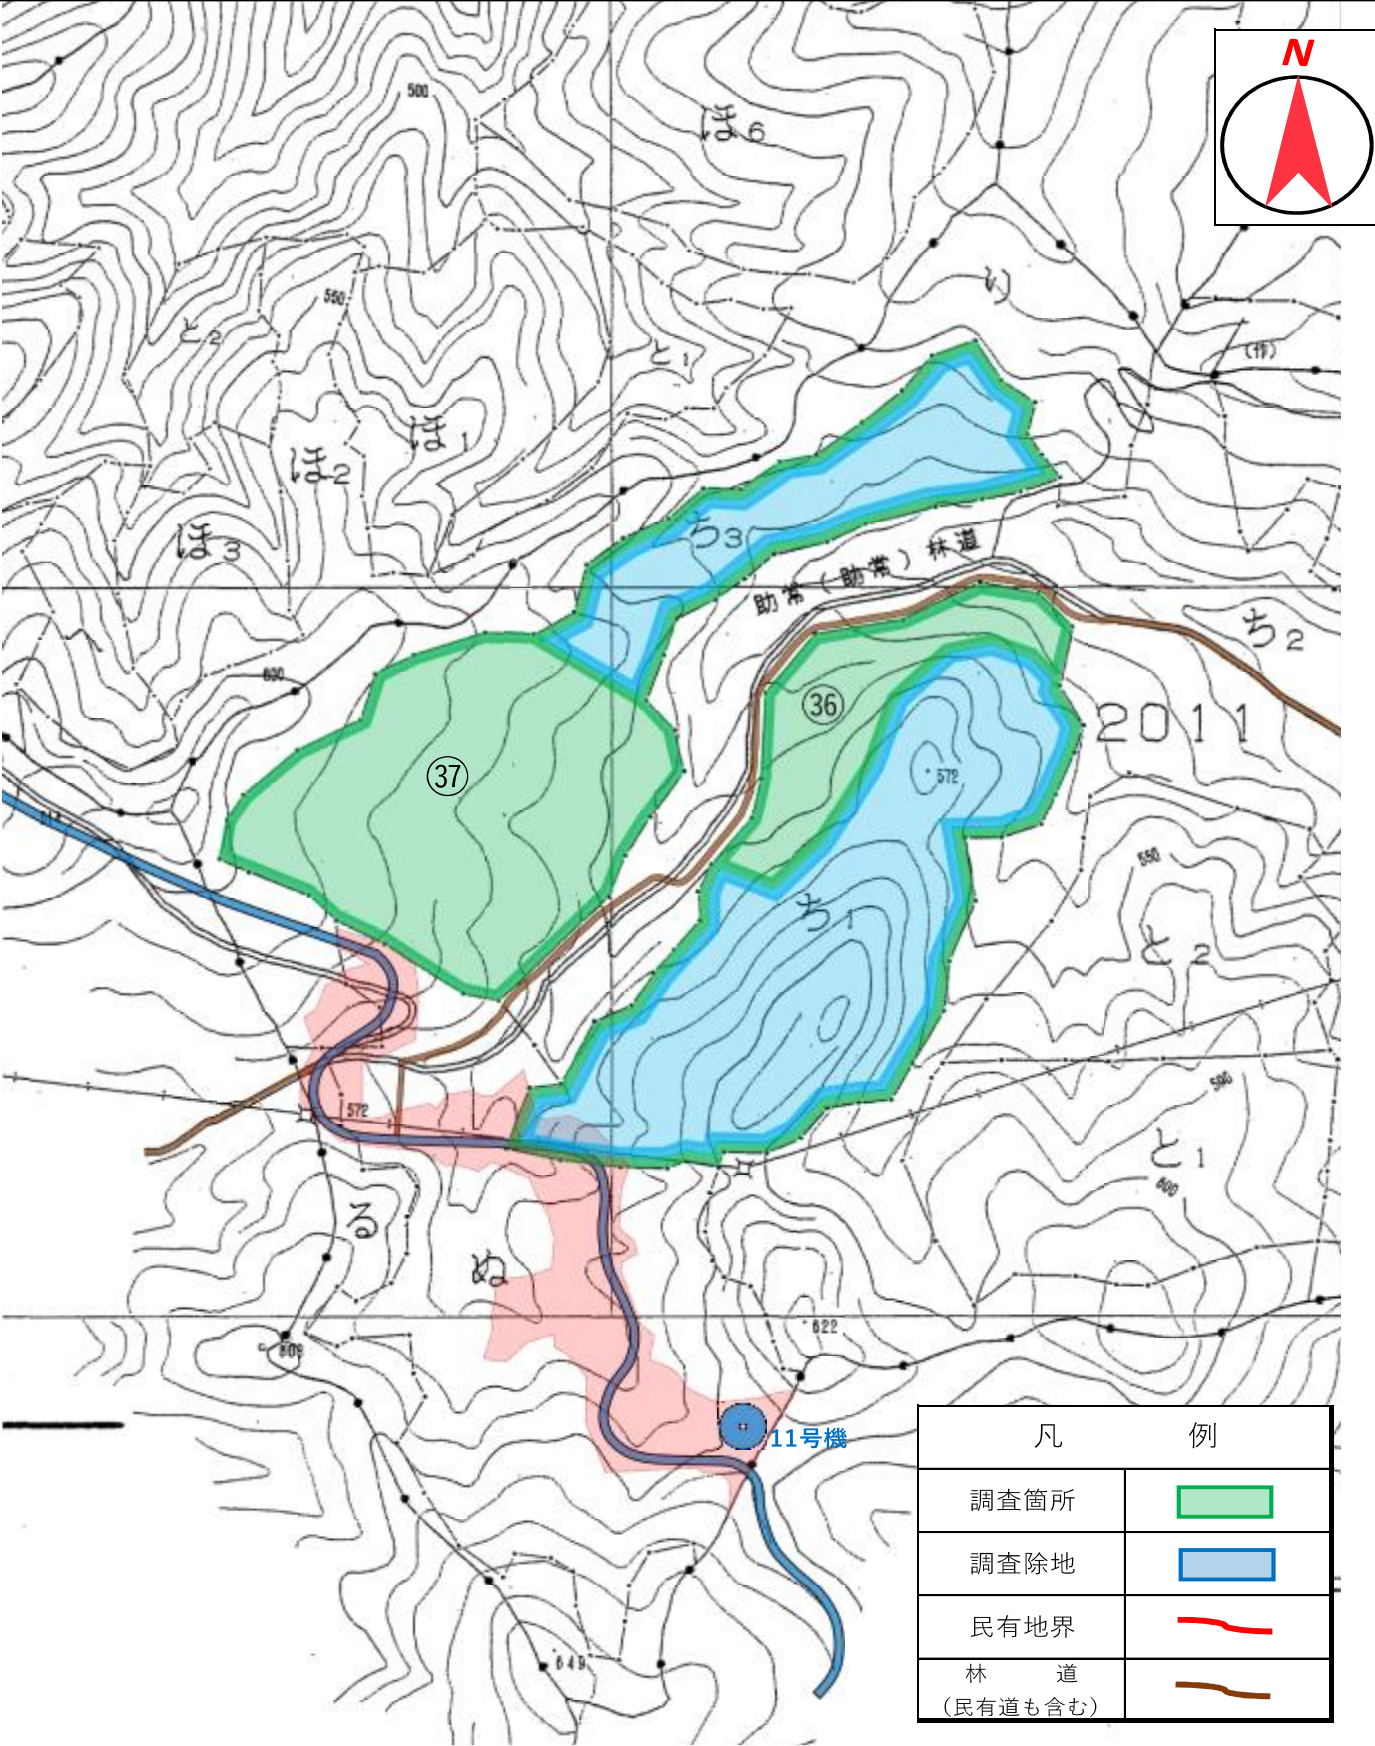 N
500
ほ6
り
550
と2
と1
(作)
ほ1
ほ2
ほ3
ち3
助常(助常)林道
ち2
600
36
2011
37
572
550
ち1
と2
500
572
と1
600
る
ぬ
622
603
11号機
649
凡 例
調査箇所
調査除地
民有地界
林 道
(民有道も含む)